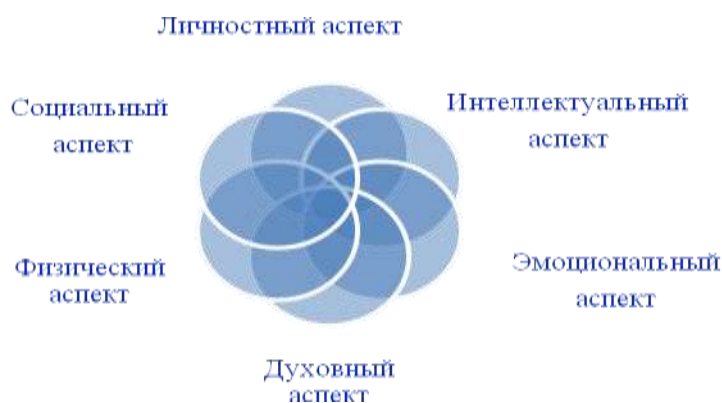 Личностный аспект
Социальный
аспект
Интеллектуальный
аспект
Физический
аспект
Эмоциональный
аспект
Духовный
аспект